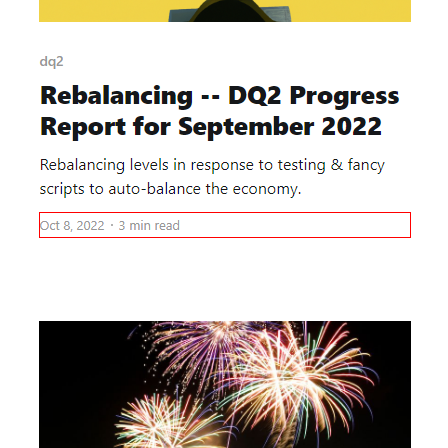 dq2
Rebalancing -- DQ2 Progress
Report for September 2022
Rebalancing levels in response to testing & fancy
scripts to auto-balance the economy.
Oct 8, 2022 · 3 min read